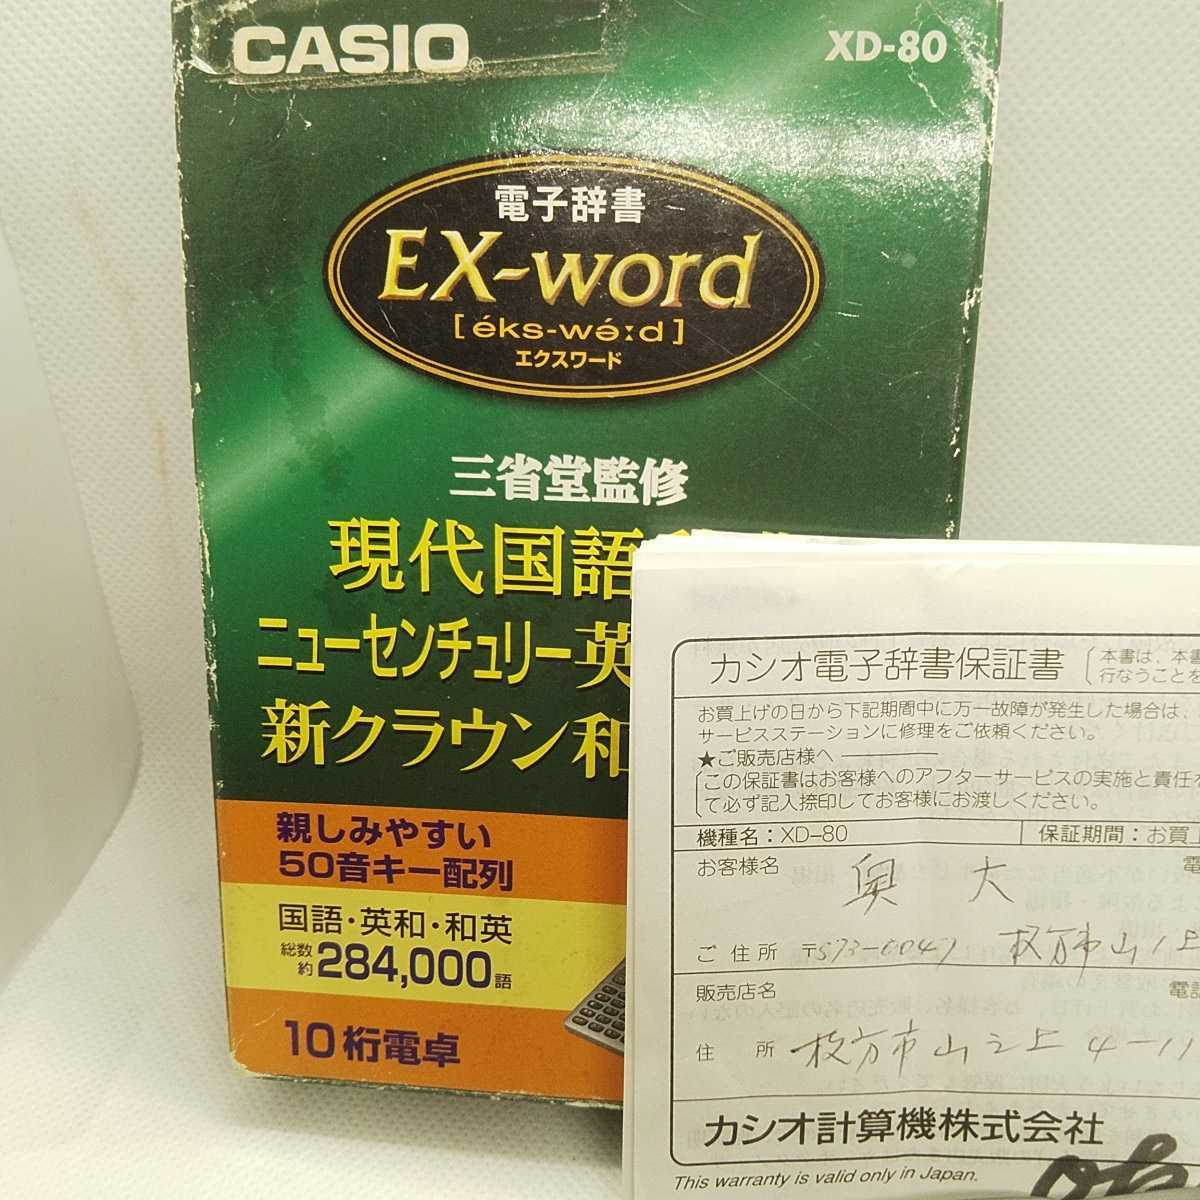 CASIO
XD-80
電子辞書
EX-word
[éks-wə́ːd]
エクスワード
三省堂監修
現代国語
ニューセンチュリー英
新クラウン和
親しみやすい
50音キー配列
国語・英和・和英
総数約284,000語
10桁電卓
カシオ電子辞書保証書
本書は、本書
行なうことを
お買上げの日から下記期間中に万一故障が発生した場合は、
サービスステーションに修理をご依頼ください。
★ご販売店様へ
この保証書はお客様へのアフターサービスの実施と責任を
て必ず記入捺印してお客様にお渡しください。
機種名：XD-80
保証期間：お買上
お客様名 奥 大
電
ご住所 〒573-0047 枚方市山ノ上
販売店名
電話
住所 枚方市山之上4-11
カシオ計算機株式会社
This warranty is valid only in Japan.